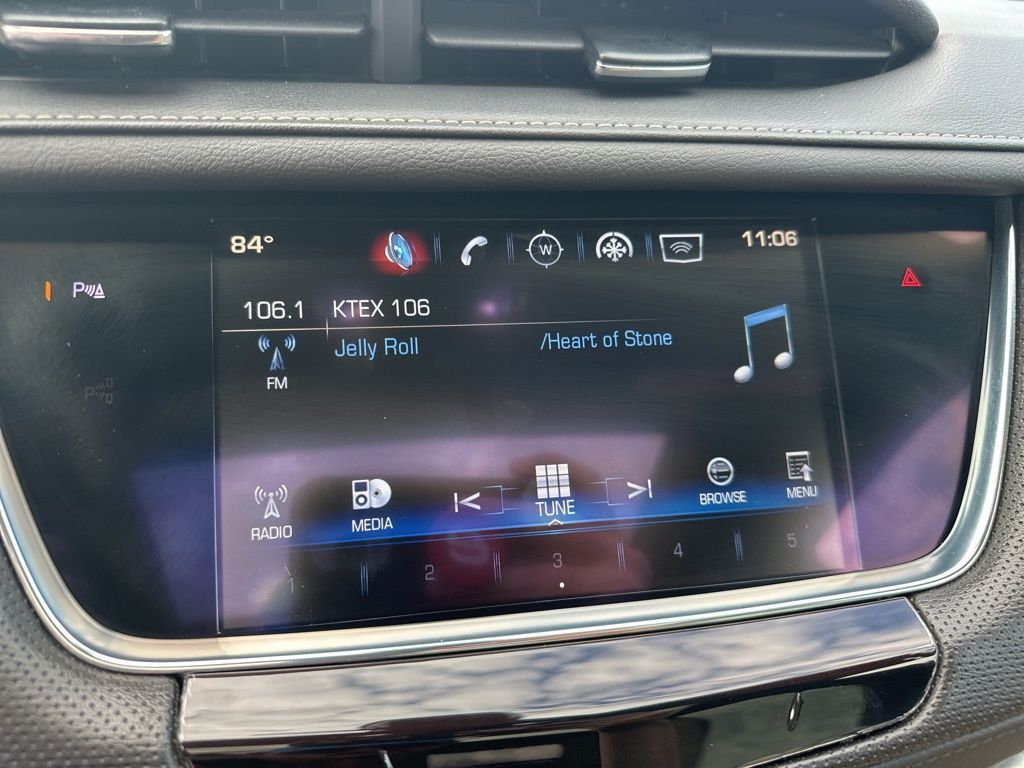 84° W 11:06
P
106.1 KTEX 106
Jelly Roll /Heart of Stone
FM
P
RADIO MEDIA TUNE BROWSE MENU
1 2 3 4 5